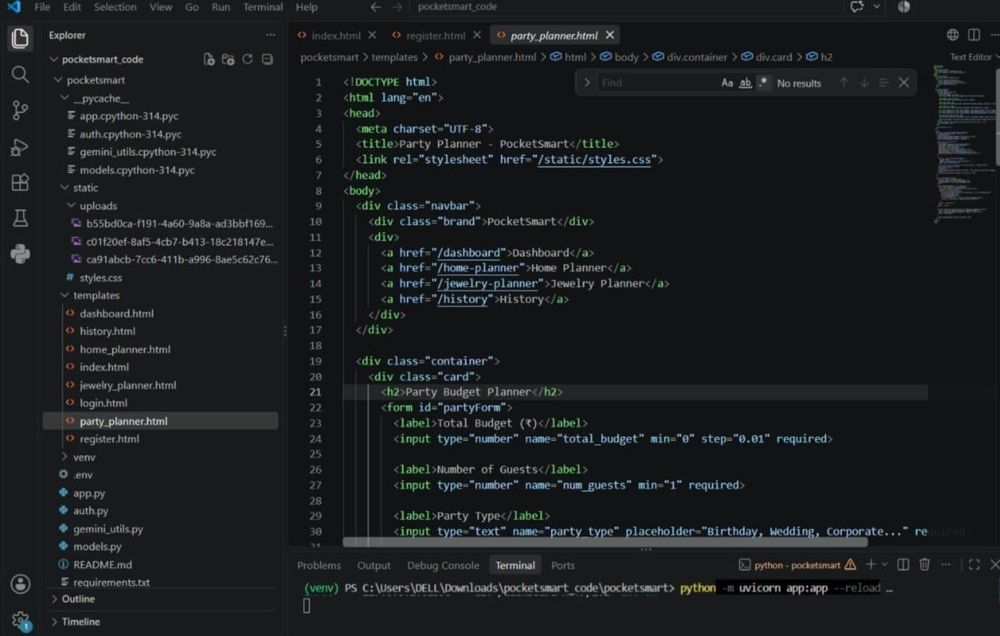 File Edit Selection View Go Run Terminal Help
pocketsmart_code
Explorer
pocketsmart_code
pocketsmart
__pycache__
app.cpython-314.pyc
auth.cpython-314.pyc
gemini_utils.cpython-314.pyc
models.cpython-314.pyc
static
uploads
b55bd0ca-f191-4a60-9a8a-ad3bbf169...
c01f20ef-8af5-4cb7-b413-18c218147e...
ca91abcb-7cc6-411b-a996-8ae5c62c76...
# styles.css
templates
dashboard.html
history.html
home_planner.html
index.html
jewelry_planner.html
login.html
party_planner.html
register.html
venv
.env
app.py
auth.py
gemini_utils.py
models.py
README.md
requirements.txt
Outline
Timeline
index.html register.html party_planner.html
pocketsmart > templates > party_planner.html > html > body > div.container > div.card > h2
Text Editor
Find
Aa ab .* No results
1 <!DOCTYPE html>
2 <html lang="en">
3 <head>
4 <meta charset="UTF-8">
5 <title>Party Planner - PocketSmart</title>
6 <link rel="stylesheet" href="/static/styles.css">
7 </head>
8 <body>
9 <div class="navbar">
10 <div class="brand">PocketSmart</div>
11 <div>
12 <a href="/dashboard">Dashboard</a>
13 <a href="/home-planner">Home Planner</a>
14 <a href="/jewelry-planner">Jewelry Planner</a>
15 <a href="/history">History</a>
16 </div>
17 </div>
18
19 <div class="container">
20 <div class="card">
21 <h2>Party Budget Planner</h2>
22 <form id="partyForm">
23 <label>Total Budget (₹)</label>
24 <input type="number" name="total_budget" min="0" step="0.01" required>
25
26 <label>Number of Guests</label>
27 <input type="number" name="num_guests" min="1" required>
28
29 <label>Party Type</label>
30 <input type="text" name="party_type" placeholder="Birthday, Wedding, Corporate..." required>
31
Problems Output Debug Console Terminal Ports
python - pocketsmart
(venv) PS C:\Users\DELL\Downloads\pocketsmart_code\pocketsmart> python -m uvicorn app:app --reload ...
1